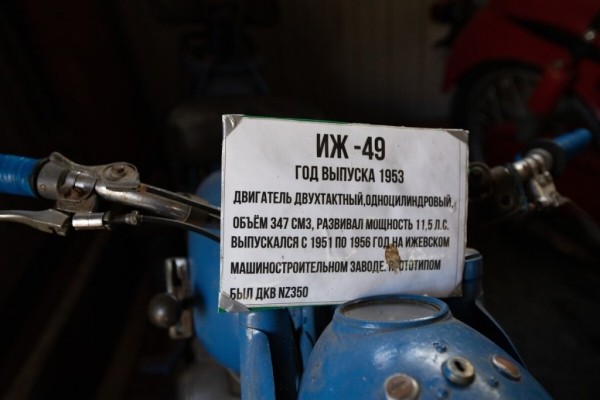 ИЖ -49
ГОД ВЫПУСКА 1953
ДВИГАТЕЛЬ ДВУХТАКТНЫЙ,ОДНОЦИЛИНДРОВЫЙ,
ОБЪЁМ 347 СМ3, РАЗВИВАЛ МОЩНОСТЬ 11,5 Л.С.
ВЫПУСКАЛСЯ С 1951 ПО 1956 ГОД НА ИЖЕВСКОМ
МАШИНОСТРОИТЕЛЬНОМ ЗАВОДЕ. ПРОТОТИПОМ
БЫЛ ДКВ NZ350